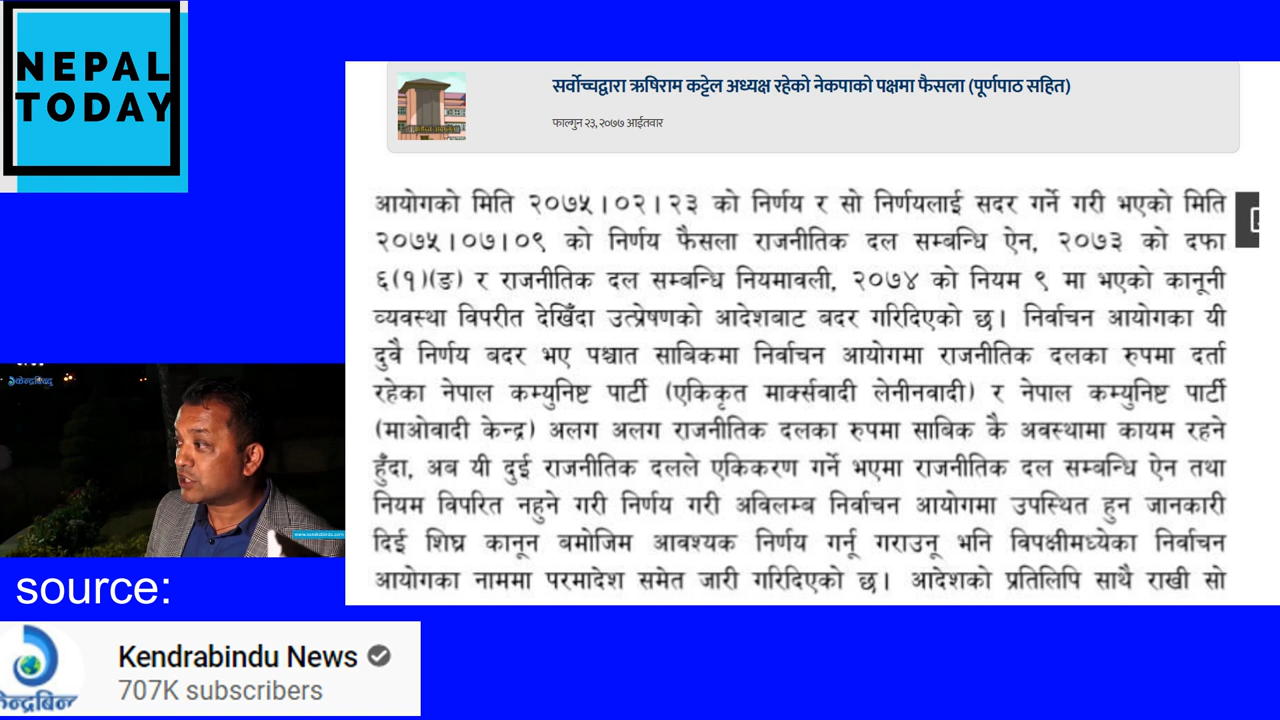 NEPAL
TODAY
सर्वोच्चद्वारा ऋषिराम कट्टेल अध्यक्ष रहेको नेकपाको पक्षमा फैसला (पूर्णपाठ सहित)
फाल्गुन २३, २०७७ आईतवार
आयोगको मिति २०७५।०२।२३ को निर्णय र सो निर्णयलाई सदर गर्ने गरी भएको मिति
२०७५।०७।०९ को निर्णय फैसला राजनीतिक दल सम्बन्धि ऐन, २०७३ को दफा
६(१)(ङ) र राजनीतिक दल सम्बन्धि नियमावली, २०७४ को नियम ९ मा भएको कानूनी
व्यवस्था विपरीत देखिँदा उत्प्रेषणको आदेशबाट बदर गरिदिएको छ। निर्वाचन आयोगका यी
दुवै निर्णय बदर भए पश्चात साबिकमा निर्वाचन आयोगमा राजनीतिक दलका रुपमा दर्ता
रहेका नेपाल कम्युनिष्ट पार्टी (एकिकृत मार्क्सवादी लेनीनवादी) र नेपाल कम्युनिष्ट पार्टी
(माओवादी केन्द्र) अलग अलग राजनीतिक दलका रुपमा साबिक कै अवस्थामा कायम रहने
हुँदा, अब यी दुई राजनीतिक दलले एकिकरण गर्ने भएमा राजनीतिक दल सम्बन्धि ऐन तथा
नियम विपरित नहुने गरी निर्णय गरी अविलम्ब निर्वाचन आयोगमा उपस्थित हुन जानकारी
दिई शिघ्र कानून बमोजिम आवश्यक निर्णय गर्नू गराउनू भनि विपक्षीमध्येका निर्वाचन
आयोगका नाममा परमादेश समेत जारी गरिदिएको छ। आदेशको प्रतिलिपि साथै राखी सो
केन्द्रबिन्दु
www.kendrabindu.com
source:
Kendrabindu News
707K subscribers
केन्द्रबिन्